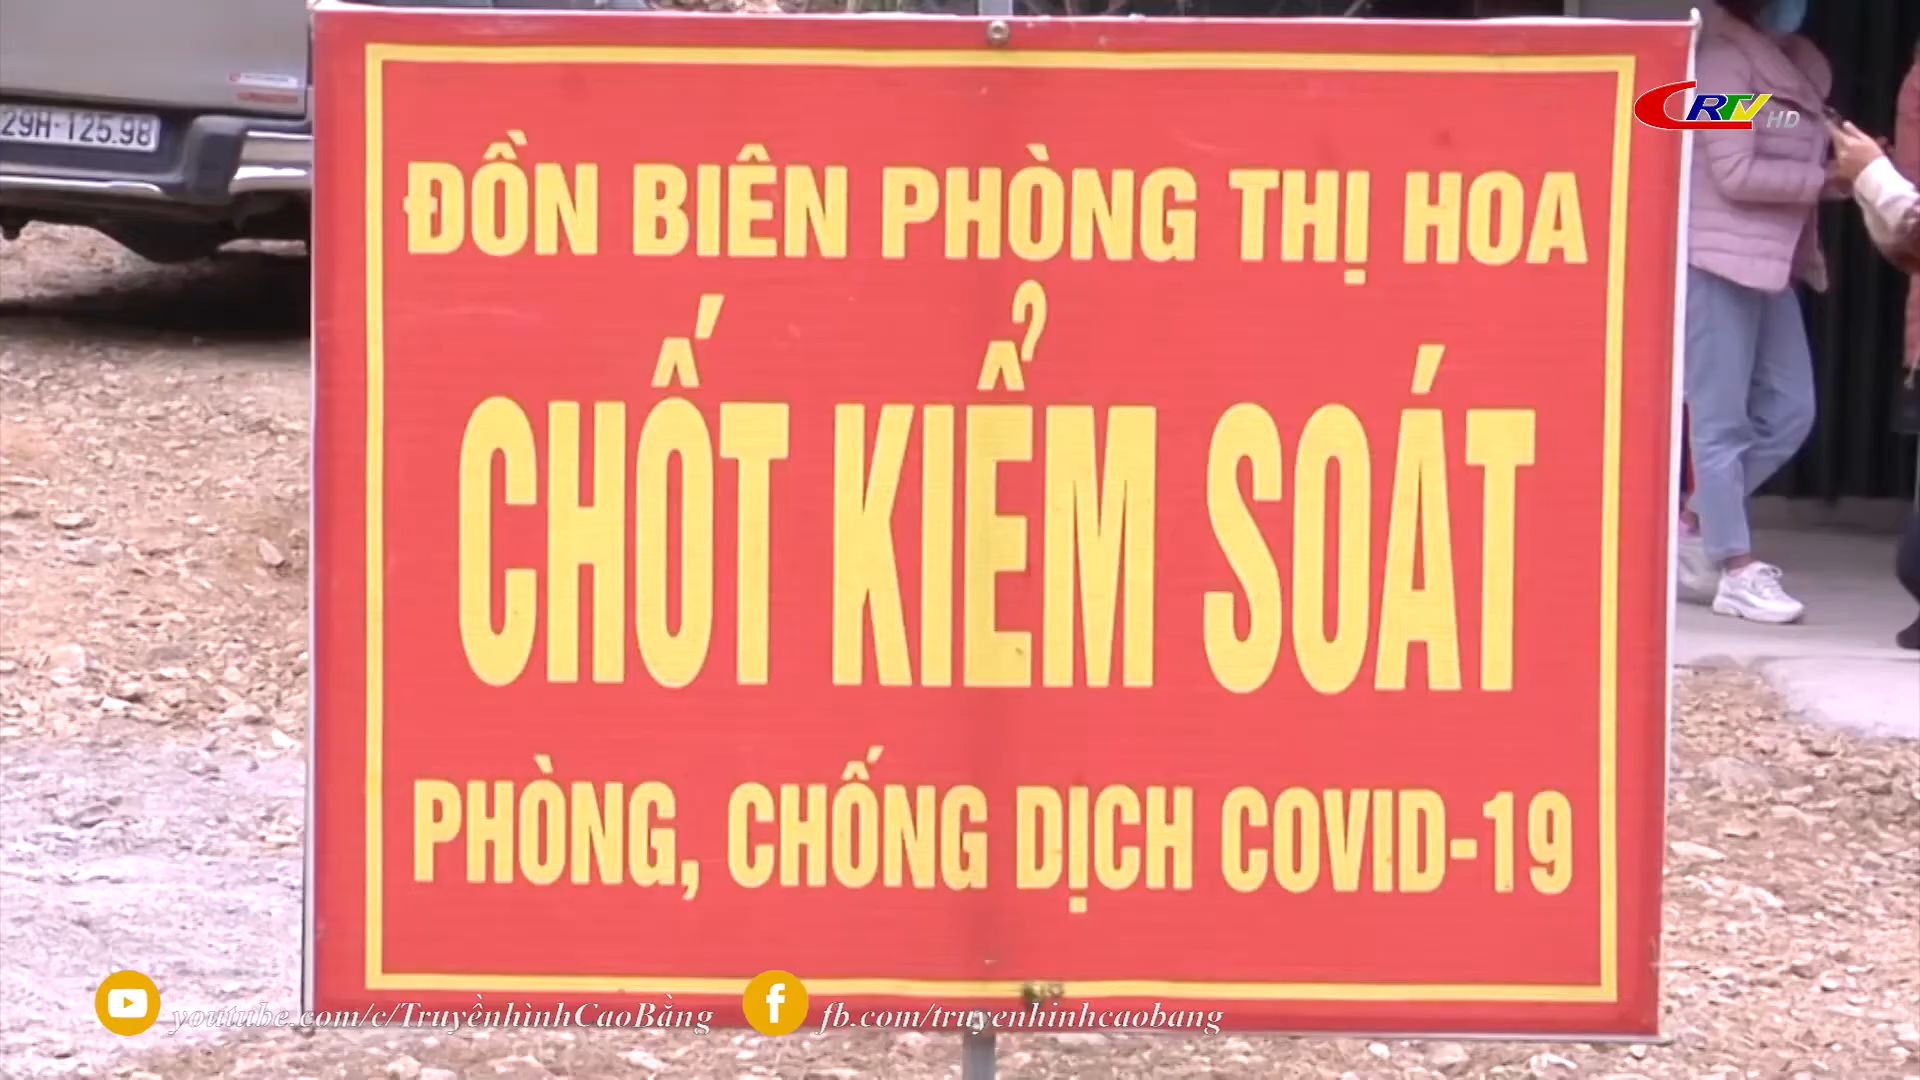 29H-125.98
CRTV HD
ĐỒN BIÊN PHÒNG THỊ HOA
CHỐT KIỂM SOÁT
PHÒNG, CHỐNG DỊCH COVID-19
youtube.com/c/TruyềnhìnhCaoBằng
fb.com/truyenhinhcaobang